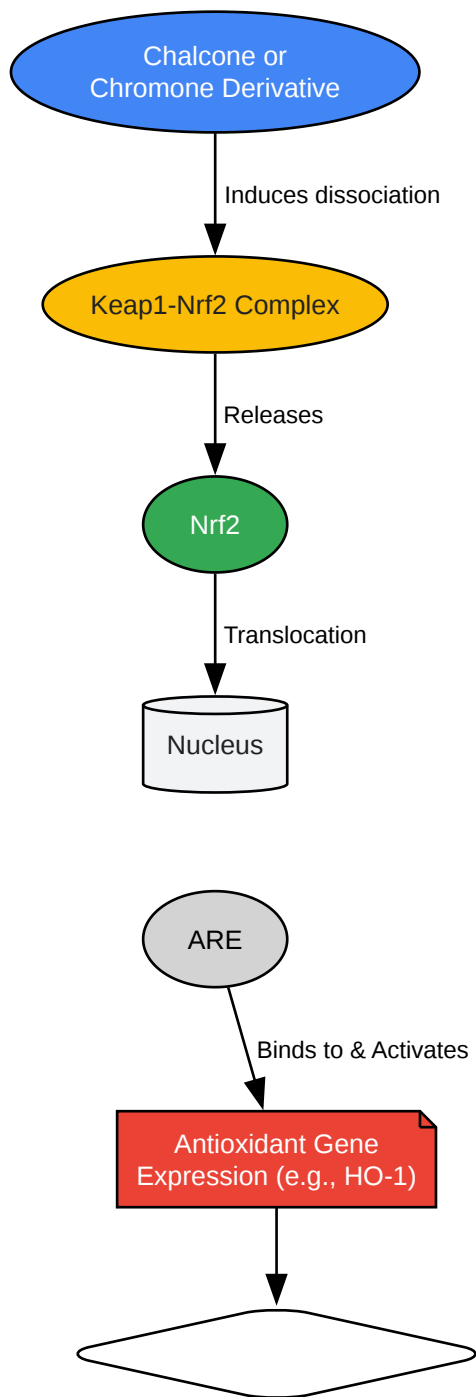 Chalcone or
Chromone Derivative
Induces dissociation
Keap1-Nrf2 Complex
Releases
Nrf2
Translocation
Nucleus
ARE
Binds to & Activates
Antioxidant Gene
Expression (e.g., HO-1)